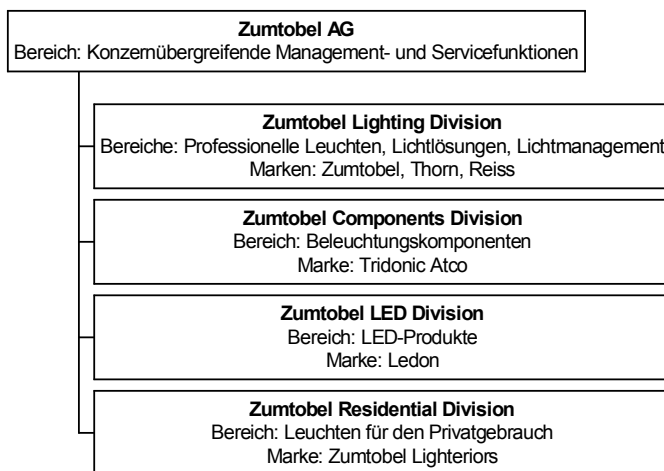 Zumtobel AG
Bereich: Konzernübergreifende Management- und Servicefunktionen
Zumtobel Lighting Division
Bereiche: Professionelle Leuchten, Lichtlösungen, Lichtmanagement
Marken: Zumtobel, Thorn, Reiss
Zumtobel Components Division
Bereich: Beleuchtungskomponenten
Marke: Tridonic Atco
Zumtobel LED Division
Bereich: LED-Produkte
Marke: Ledon
Zumtobel Residential Division
Bereich: Leuchten für den Privatgebrauch
Marke: Zumtobel Lighteriors